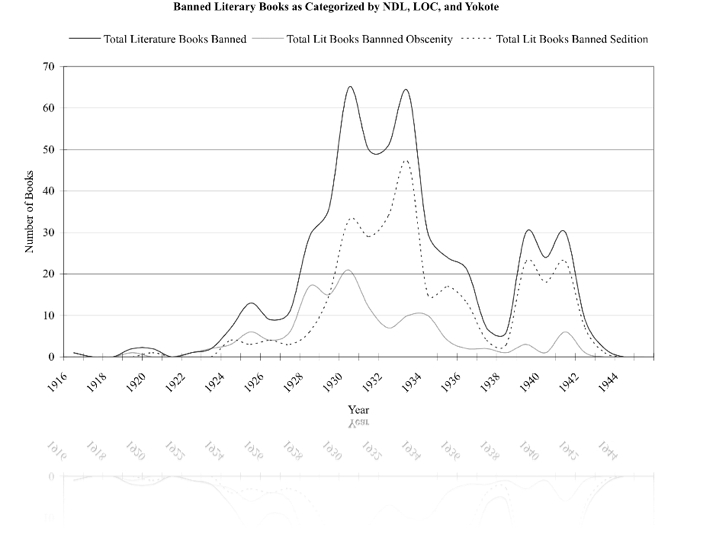 Banned Literary Books as Categorized by NDL, LOC, and Yokote
Total Literature Books Banned Total Lit Books Bannned Obscenity Total Lit Books Banned Sedition
70
60
50
40
30
20
10
0
Number of Books
1916 1918 1920 1922 1924 1926 1928 1930 1932 1934 1936 1938 1940 1942 1944
Year